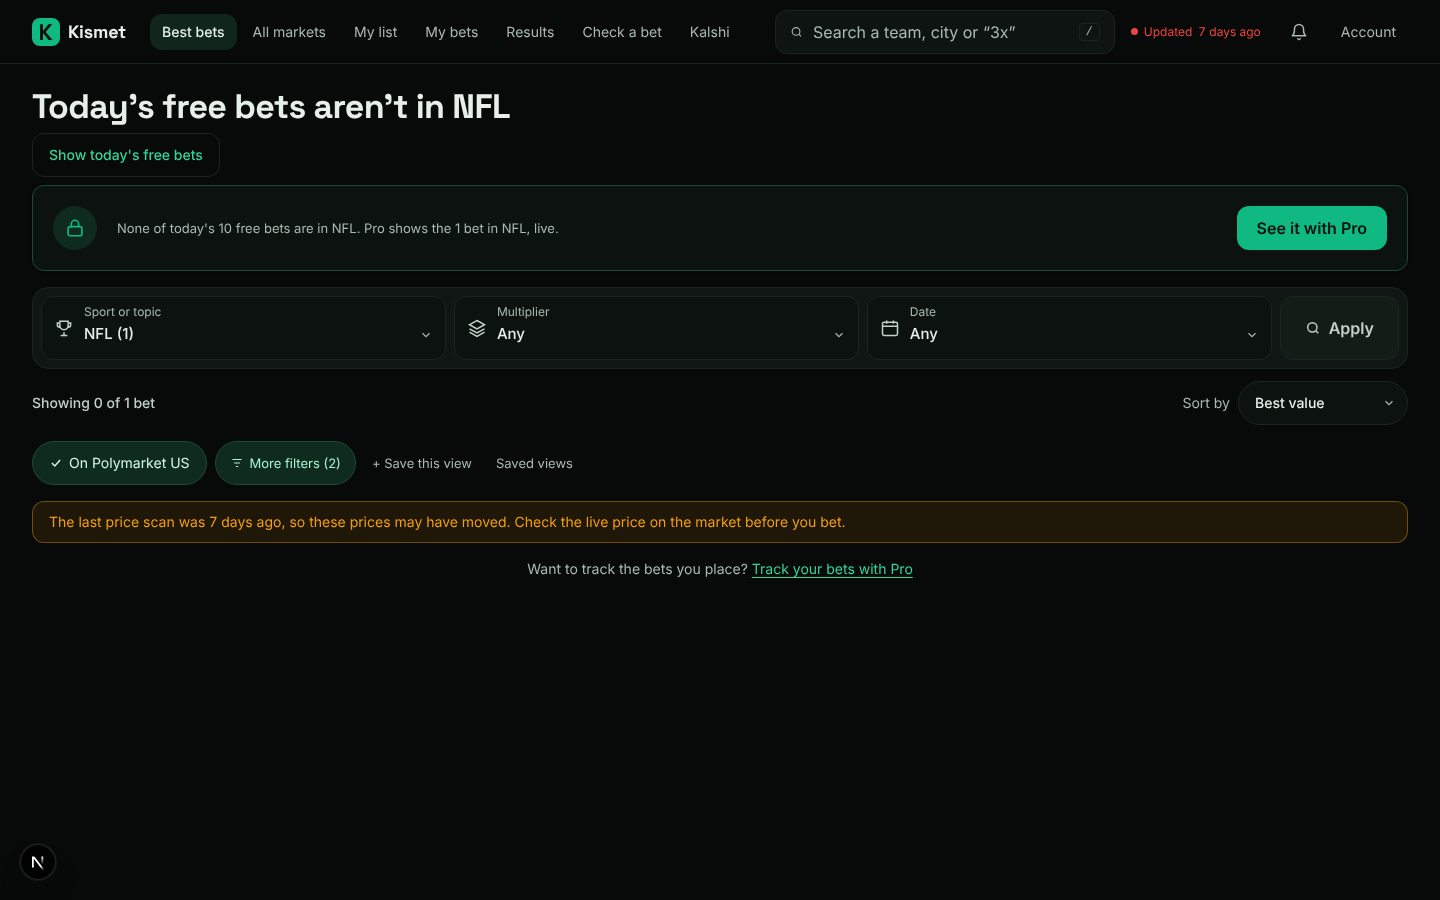 K Kismet Best bets All markets My list My bets Results Check a bet Kalshi Search a team, city or “3x” / Updated 7 days ago Account
Today’s free bets aren’t in NFL
Show today's free bets
None of today's 10 free bets are in NFL. Pro shows the 1 bet in NFL, live.
See it with Pro
Sport or topic
NFL (1)
Multiplier
Any
Date
Any
Apply
Showing 0 of 1 bet
Sort by Best value
On Polymarket US More filters (2) + Save this view Saved views
The last price scan was 7 days ago, so these prices may have moved. Check the live price on the market before you bet.
Want to track the bets you place? Track your bets with Pro
N